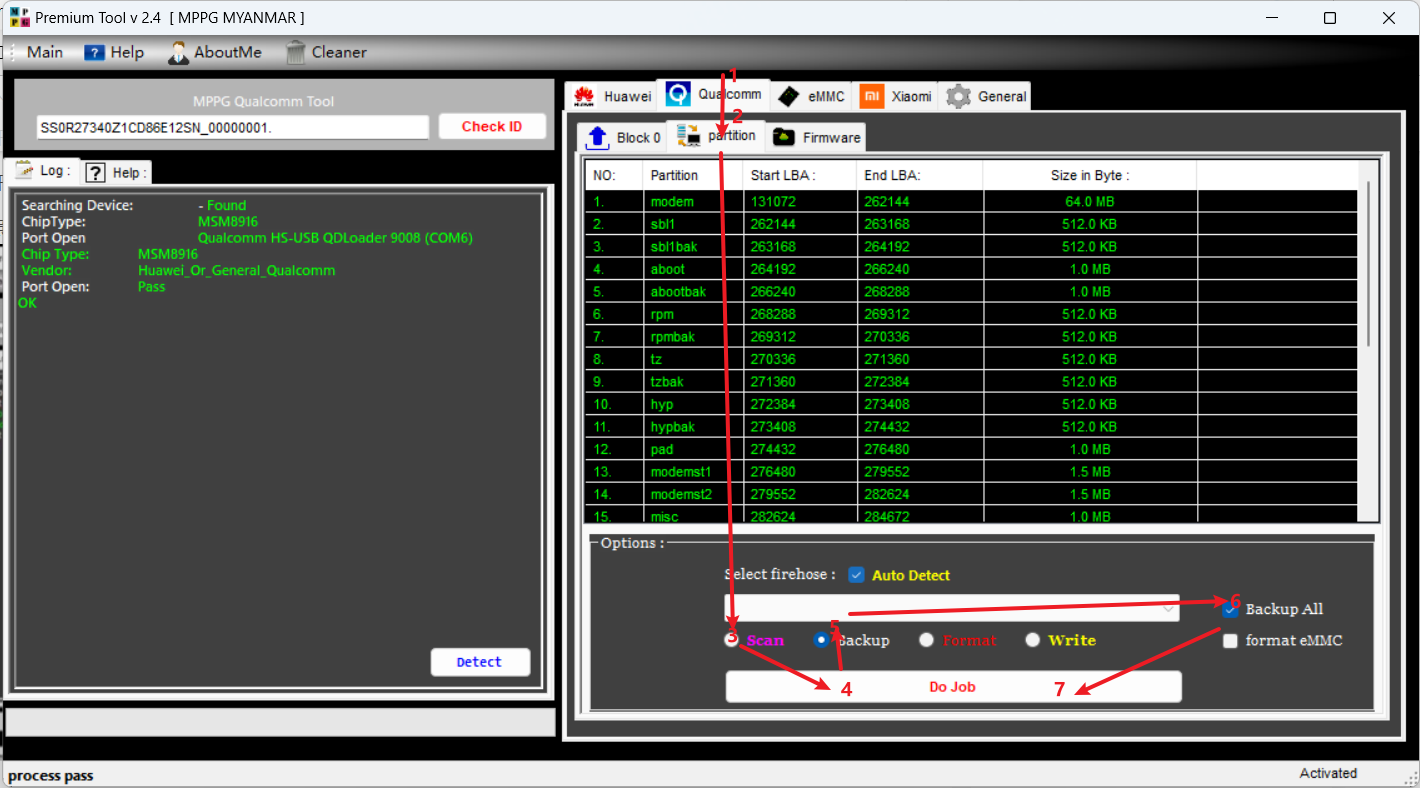 Premium Tool v 2.4 [ MPPG MYANMAR ]
Main Help AboutMe Cleaner
MPPG Qualcomm Tool
SS0R27340Z1CD86E12SN_00000001. Check ID
Log : Help :
Searching Device: - Found
ChipType: MSM8916
Port Open Qualcomm HS-USB QDLoader 9008 (COM6)
Chip Type: MSM8916
Vendor: Huawei_Or_General_Qualcomm
Port Open: Pass
OK
Detect
1
Huawei Qualcomm eMMC Xiaomi General
2
Block 0 partition Firmware
NO: Partition Start LBA : End LBA: Size in Byte :
1. modem 131072 262144 64.0 MB
2. sbl1 262144 263168 512.0 KB
3. sbl1bak 263168 264192 512.0 KB
4. aboot 264192 266240 1.0 MB
5. abootbak 266240 268288 1.0 MB
6. rpm 268288 269312 512.0 KB
7. rpmbak 269312 270336 512.0 KB
8. tz 270336 271360 512.0 KB
9. tzbak 271360 272384 512.0 KB
10. hyp 272384 273408 512.0 KB
11. hypbak 273408 274432 512.0 KB
12. pad 274432 276480 1.0 MB
13. modemst1 276480 279552 1.5 MB
14. modemst2 279552 282624 1.5 MB
15. misc 282624 284672 1.0 MB
Options :
Select firehose : Auto Detect
6 Backup All
3 Scan 5 Backup Format Write format eMMC
4 Do Job 7
process pass Activated